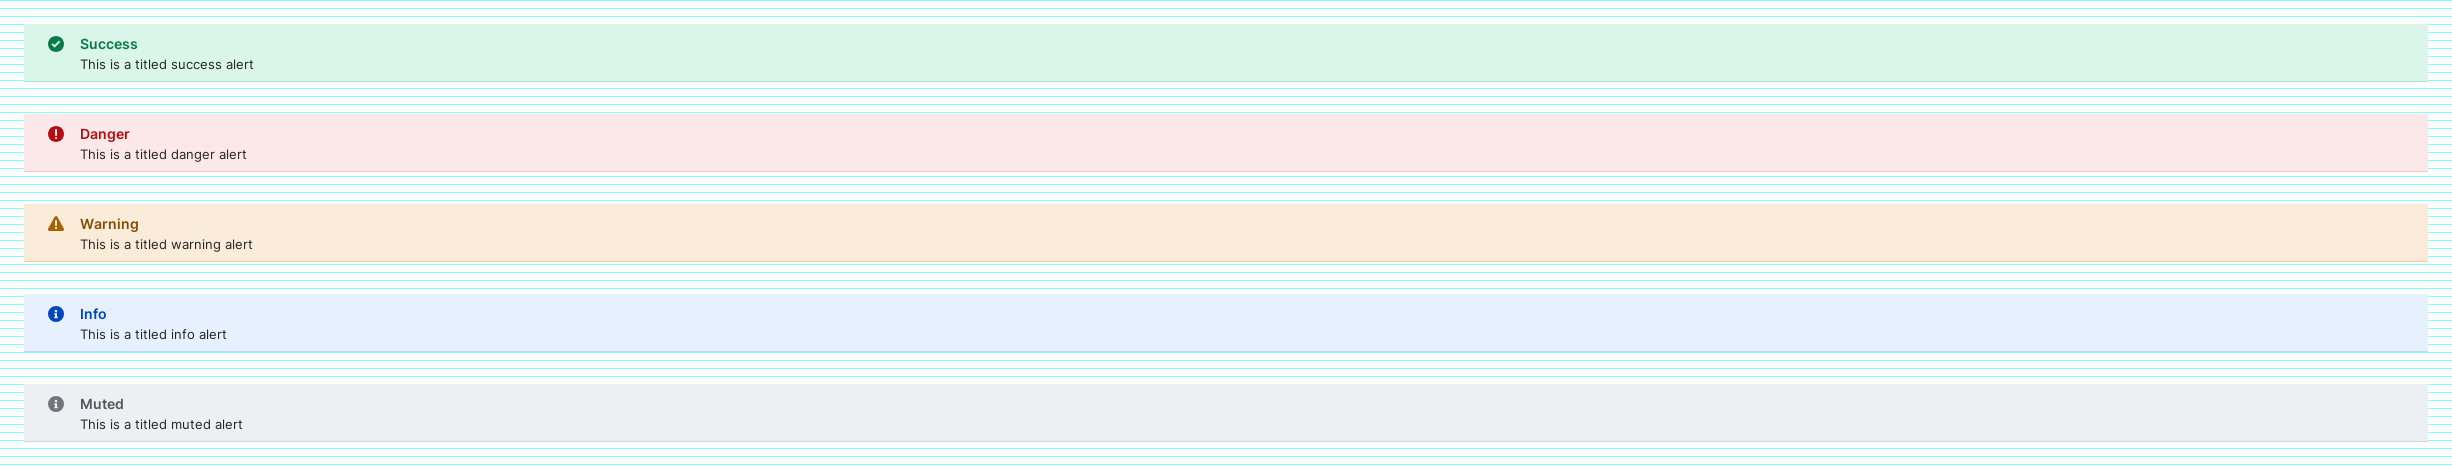 Success
This is a titled success alert
Danger
This is a titled danger alert
Warning
This is a titled warning alert
Info
This is a titled info alert
Muted
This is a titled muted alert